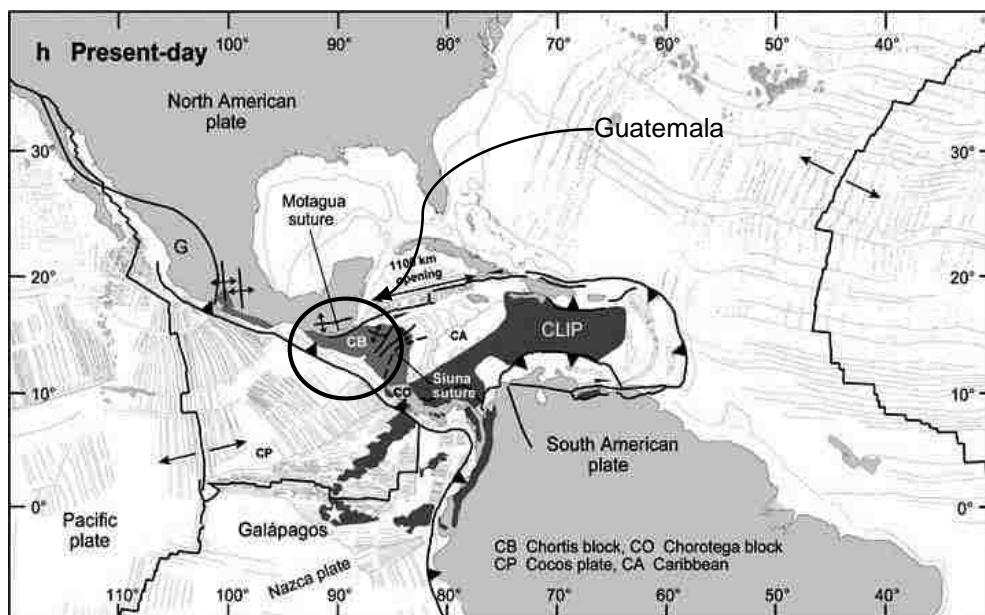 100° 90° 80° 70° 60° 50° 40°
h Present-day
North American
plate
Guatemala
30° 30°
Motagua
suture
G
1100 km
opening
20° 20°
CB
CA
CLIP
Siuna
suture
CO
10° 10°
South American
plate
CP
0° 0°
Pacific
plate
Galápagos
CB Chortis block, CO Chorotega block
CP Cocos plate, CA Caribbean
Nazca plate
110° 100° 90° 80° 70° 60° 50° 40°